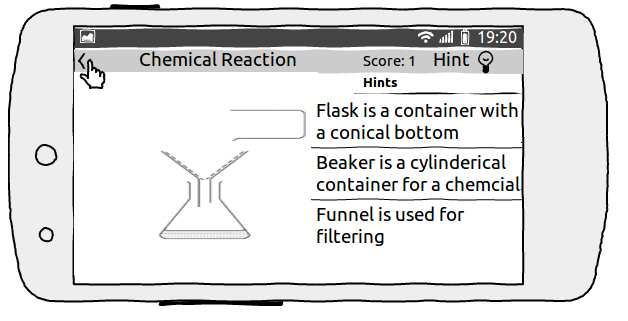 19:20
Chemical Reaction Score: 1 Hint
Hints
Flask is a container with
a conical bottom
Beaker is a cylinderical
container for a chemcial
Funnel is used for
filtering